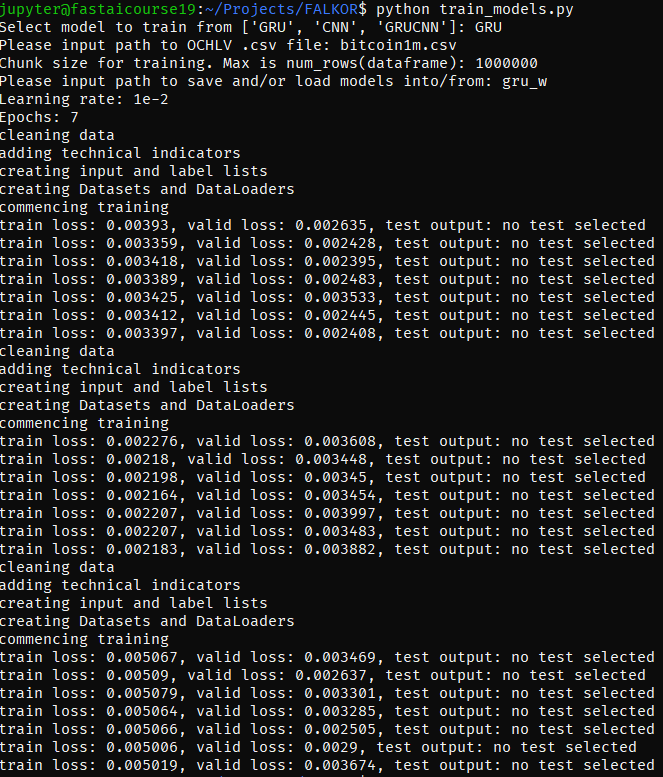 jupyter@fastaicourse19:~/Projects/FALKOR$ python train_models.py
Select model to train from ['GRU', 'CNN', 'GRUCNN']: GRU
Please input path to OCHLV .csv file: bitcoin1m.csv
Chunk size for training. Max is num_rows(dataframe): 1000000
Please input path to save and/or load models into/from: gru_w
Learning rate: 1e-2
Epochs: 7
cleaning data
adding technical indicators
creating input and label lists
creating Datasets and DataLoaders
commencing training
train loss: 0.00393, valid loss: 0.002635, test output: no test selected
train loss: 0.003359, valid loss: 0.002428, test output: no test selected
train loss: 0.003418, valid loss: 0.002395, test output: no test selected
train loss: 0.003389, valid loss: 0.002483, test output: no test selected
train loss: 0.003425, valid loss: 0.003533, test output: no test selected
train loss: 0.003412, valid loss: 0.002445, test output: no test selected
train loss: 0.003397, valid loss: 0.002408, test output: no test selected
cleaning data
adding technical indicators
creating input and label lists
creating Datasets and DataLoaders
commencing training
train loss: 0.002276, valid loss: 0.003608, test output: no test selected
train loss: 0.00218, valid loss: 0.003448, test output: no test selected
train loss: 0.002198, valid loss: 0.00345, test output: no test selected
train loss: 0.002164, valid loss: 0.003454, test output: no test selected
train loss: 0.002207, valid loss: 0.003997, test output: no test selected
train loss: 0.002207, valid loss: 0.003483, test output: no test selected
train loss: 0.002183, valid loss: 0.003882, test output: no test selected
cleaning data
adding technical indicators
creating input and label lists
creating Datasets and DataLoaders
commencing training
train loss: 0.005067, valid loss: 0.003469, test output: no test selected
train loss: 0.00509, valid loss: 0.002637, test output: no test selected
train loss: 0.005079, valid loss: 0.003301, test output: no test selected
train loss: 0.005064, valid loss: 0.003285, test output: no test selected
train loss: 0.005066, valid loss: 0.002505, test output: no test selected
train loss: 0.005006, valid loss: 0.0029, test output: no test selected
train loss: 0.005019, valid loss: 0.003674, test output: no test selected